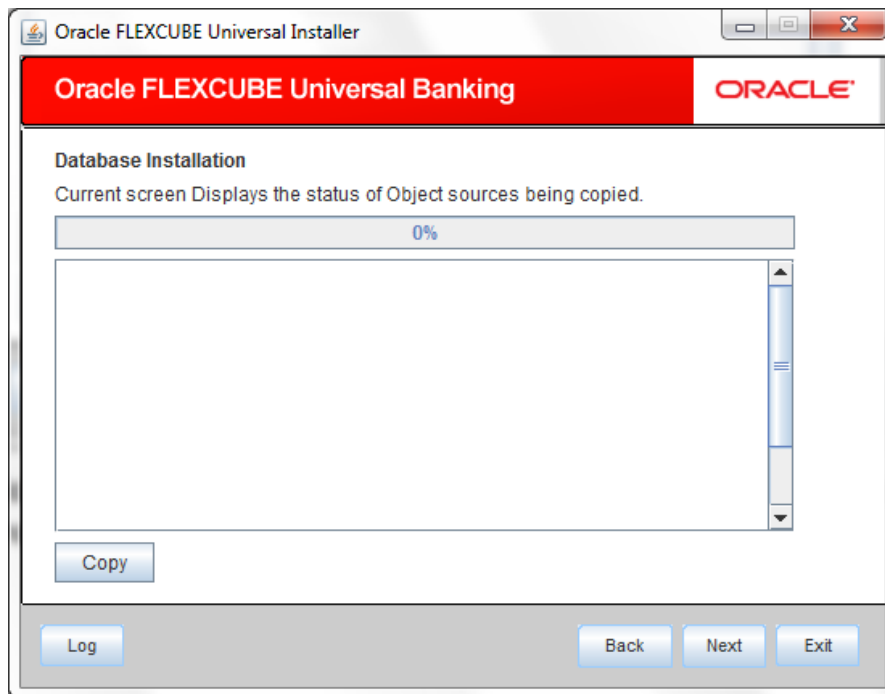 Oracle FLEXCUBE Universal Installer
Oracle FLEXCUBE Universal Banking
ORACLE
Database Installation
Current screen Displays the status of Object sources being copied.
0%
Copy
Log Back Next Exit